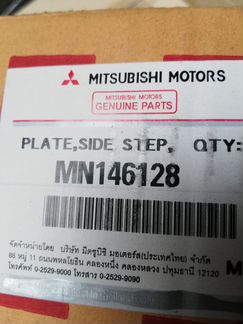 MITSUBISHI MOTORS
MITSUBISHI MOTORS
GENUINE PARTS
PLATE,SIDE STEP, QTY:
MN146128
จัดจำหน่ายโดย บริษัท มิตซูบิชิ มอเตอร์ส(ประเทศไทย) จำกัด
88 หมู่ 11 ถนนพหลโยธิน คลองหนึ่ง คลองหลวง ปทุมธานี 12120 M
โทรศัพท์ 0-2529-9000 โทรสาร 0-2529-9090